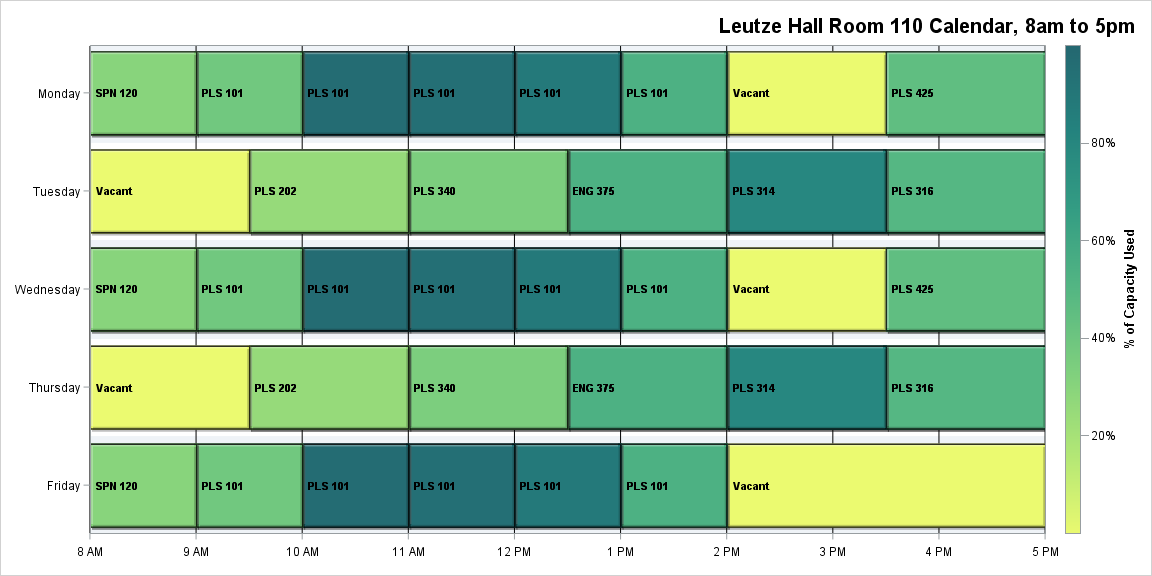 Leutze Hall Room 110 Calendar, 8am to 5pm
Monday
SPN 120
PLS 101
PLS 101
PLS 101
PLS 101
PLS 101
Vacant
PLS 425
Tuesday
Vacant
PLS 202
PLS 340
ENG 375
PLS 314
PLS 316
Wednesday
SPN 120
PLS 101
PLS 101
PLS 101
PLS 101
PLS 101
Vacant
PLS 425
Thursday
Vacant
PLS 202
PLS 340
ENG 375
PLS 314
PLS 316
Friday
SPN 120
PLS 101
PLS 101
PLS 101
PLS 101
PLS 101
Vacant
8 AM
9 AM
10 AM
11 AM
12 PM
1 PM
2 PM
3 PM
4 PM
5 PM
80%
60%
40%
20%
% of Capacity Used